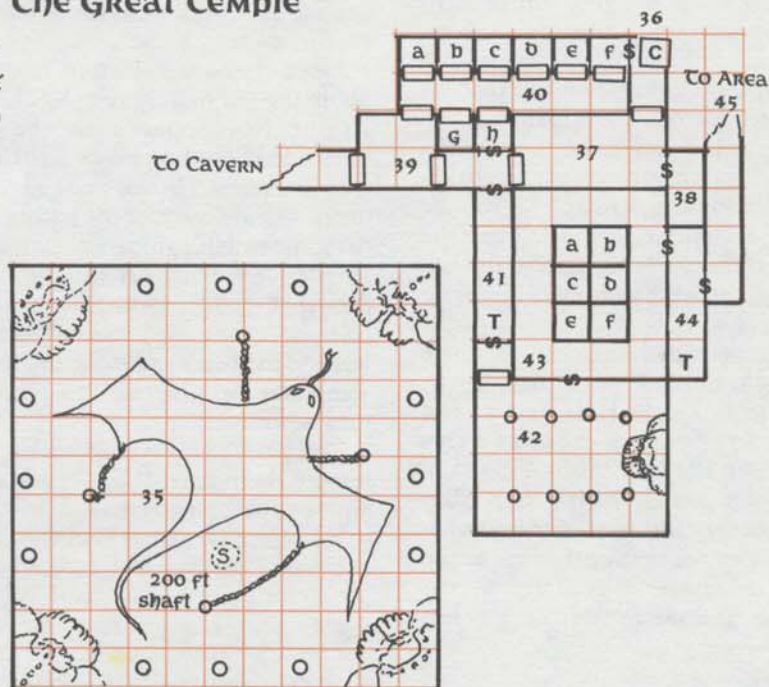 The Great Temple
36
a b c d e f S C
To Area
45
40
G h
To Cavern
39
S
37
S
38
S
a b
41
c d
S
S
T
e f
44
S
43
S
T
42
35
S
200 ft
shaft